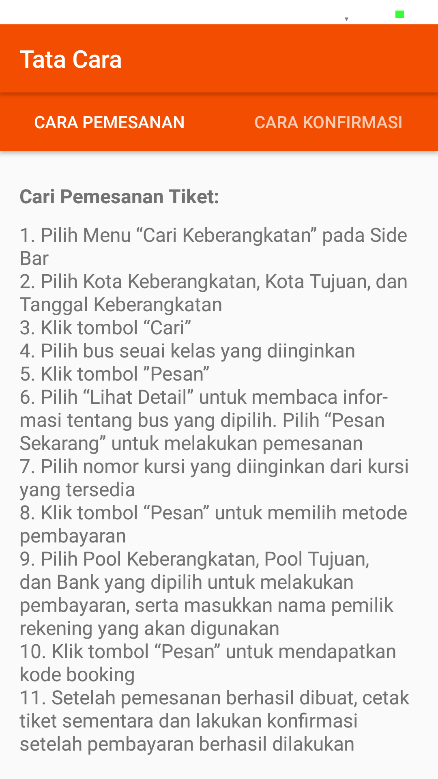 Tata Cara
CARA PEMESANAN CARA KONFIRMASI
Cari Pemesanan Tiket:
1. Pilih Menu “Cari Keberangkatan” pada Side
Bar
2. Pilih Kota Keberangkatan, Kota Tujuan, dan
Tanggal Keberangkatan
3. Klik tombol “Cari”
4. Pilih bus seuai kelas yang diinginkan
5. Klik tombol ”Pesan”
6. Pilih “Lihat Detail” untuk membaca infor-
masi tentang bus yang dipilih. Pilih “Pesan
Sekarang” untuk melakukan pemesanan
7. Pilih nomor kursi yang diinginkan dari kursi
yang tersedia
8. Klik tombol “Pesan” untuk memilih metode
pembayaran
9. Pilih Pool Keberangkatan, Pool Tujuan,
dan Bank yang dipilih untuk melakukan
pembayaran, serta masukkan nama pemilik
rekening yang akan digunakan
10. Klik tombol “Pesan” untuk mendapatkan
kode booking
11. Setelah pemesanan berhasil dibuat, cetak
tiket sementara dan lakukan konfirmasi
setelah pembayaran berhasil dilakukan